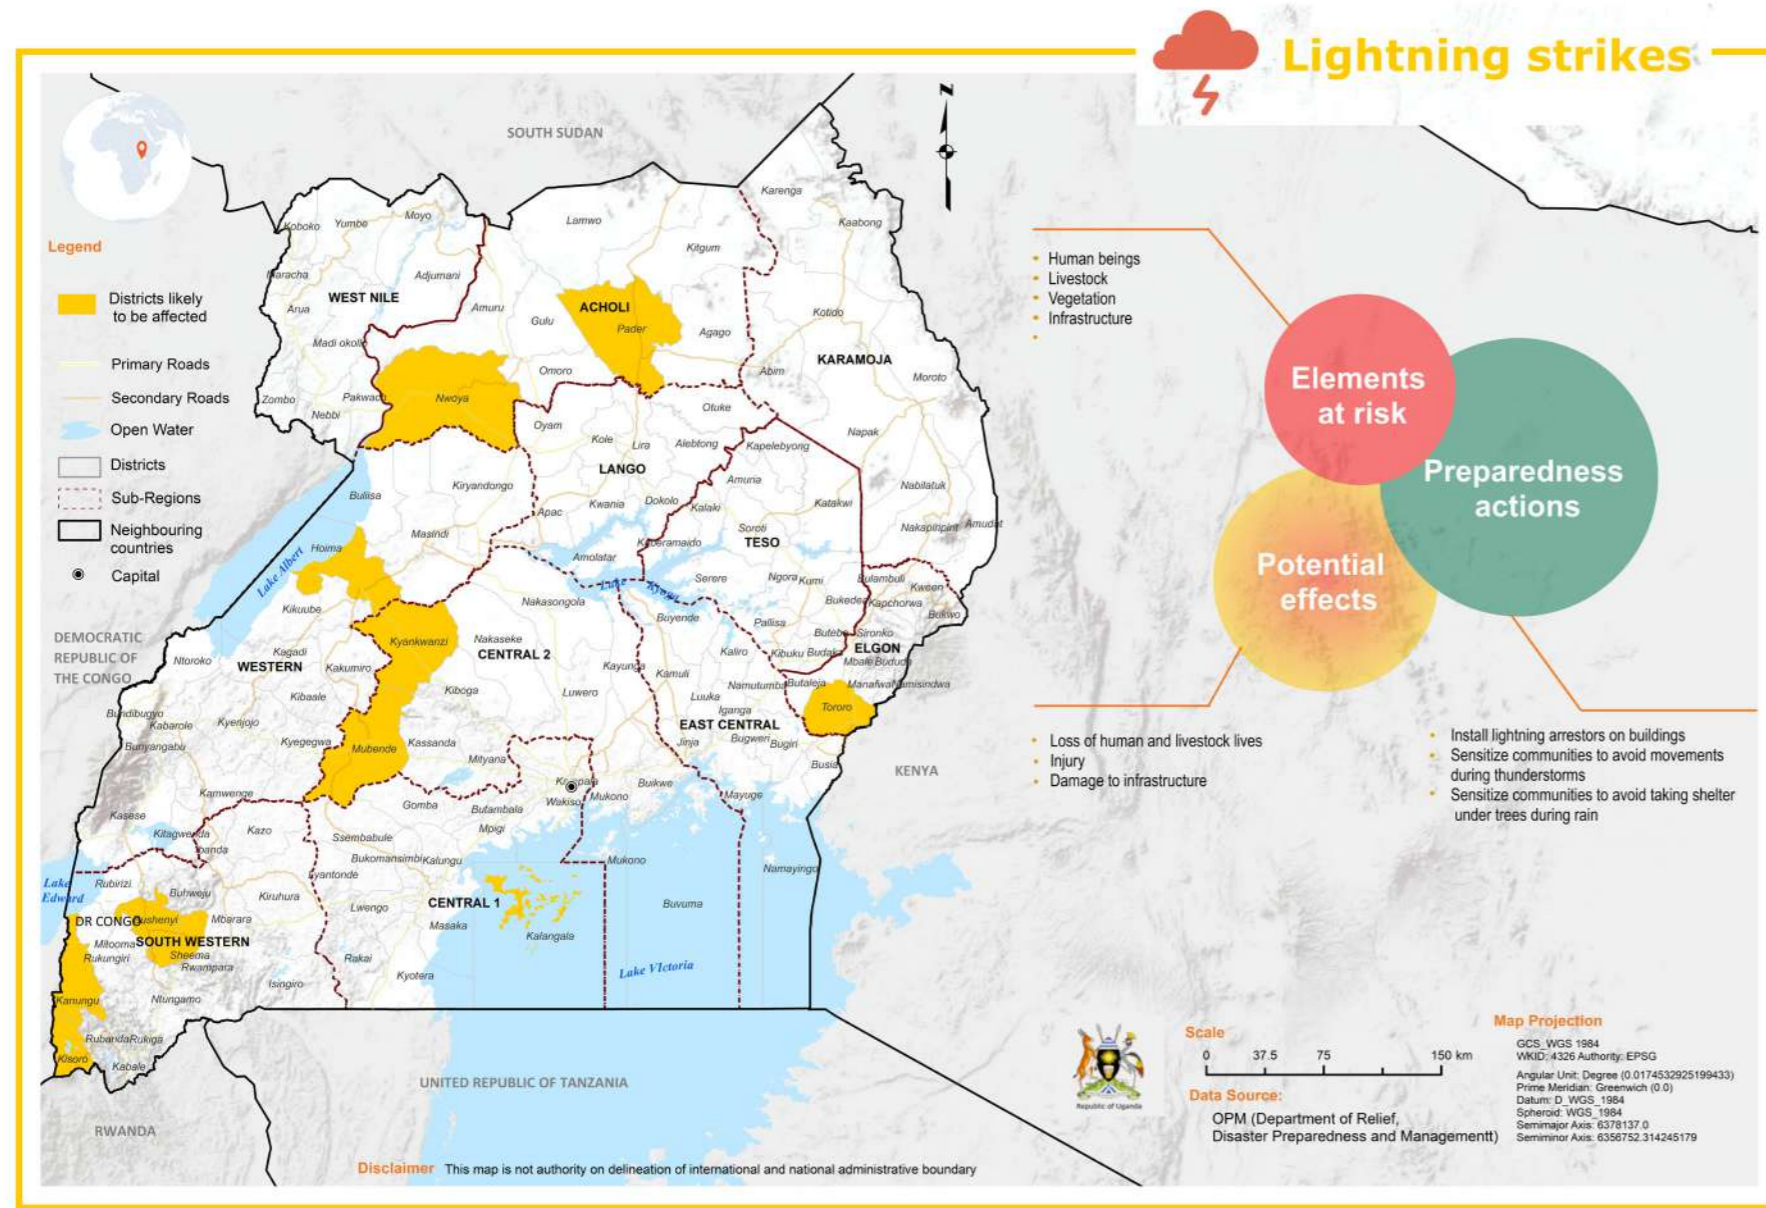 Lightning strikes
SOUTH SUDAN
Legend
Districts likely
to be affected
Primary Roads
Secondary Roads
Open Water
Districts
Sub-Regions
Neighbouring
countries
Capital
N
Karenga
Kaabong
Lamwo
Kitgum
Koboko
Yumbe
Moyo
Maracha
Adjumani
WEST NILE
Arua
Amuru
Gulu
ACHOLI
Pader
Agago
Kotido
Madi okollo
KARAMOJA
Omoro
Abim
Moroto
Zombo
Nebbi
Pakwach
Nwoya
Otuke
Oyam
Kole
Lira
Alebtong
Kapelebyong
Napak
LANGO
Buliisa
Kiryandongo
Amuria
Nabilatuk
Apac
Kwania
Dokolo
Kalaki
Katakwi
Masindi
Soroti
TESO
Nakapiripirit
Amudat
Hoima
Lake Albert
Amolatar
Kaberamaido
Lake
Kyoga
Serere
Ngora
Kumi
Bulambuli
Kween
Kikuube
Nakasongola
Buyende
Bukedea
Kapchorwa
Bukwo
Pallisa
DEMOCRATIC
REPUBLIC OF
THE CONGO
Kyankwanzi
Nakaseke
CENTRAL 2
Butebo
Sironko
ELGON
Ntoroko
Kagadi
WESTERN
Kakumiro
Kayunga
Kamuli
Kaliro
Kibuku
Budaka
Mbale
Bududa
Kibaale
Kiboga
Luwero
Luuka
Namutumba
Butaleja
Manafwa
Namisindwa
Bundibugyo
Kabarole
Kyenjojo
Iganga
Tororo
EAST CENTRAL
Bunyangabu
Kyegegwa
Mubende
Kassanda
Mityana
Jinja
Bugweri
Bugiri
Busia
KENYA
Kampala
Kamwenge
Gomba
Butambala
Wakiso
Mukono
Buikwe
Mayuge
Kasese
Kitagwenda
Kazo
Ibanda
Ssembabule
Mpigi
Bukomansimbi
Kalungu
Mukono
Namayingo
Lake
Edward
Rubirizi
Buhweju
Kiruhura
Lyantonde
DR CONGO
Bushenyi
Mbarara
Lwengo
CENTRAL 1
Masaka
Kalangala
Buvuma
Mitooma
SOUTH WESTERN
Rukungiri
Sheema
Rwampara
Rakai
Kyotera
Lake VIctoria
Isingiro
Kanungu
Ntungamo
Rubanda
Rukiga
Kisoro
Kabale
UNITED REPUBLIC OF TANZANIA
RWANDA
Disclaimer This map is not authority on delineation of international and national administrative boundary
• Human beings
• Livestock
• Vegetation
• Infrastructure
•
Elements
at risk
Preparedness
actions
Potential
effects
• Loss of human and livestock lives
• Injury
• Damage to infrastructure
• Install lightning arrestors on buildings
• Sensitize communities to avoid movements
during thunderstorms
• Sensitize communities to avoid taking shelter
under trees during rain
Republic of Uganda
Scale
0 37.5 75 150 km
Data Source:
OPM (Department of Relief,
Disaster Preparedness and Managementt)
Map Projection
GCS_WGS 1984
WKID: 4326 Authority: EPSG
Angular Unit: Degree (0.0174532925199433)
Prime Meridian: Greenwich (0.0)
Datum: D_WGS_1984
Spheroid: WGS_1984
Semimajor Axis: 6378137.0
Semiminor Axis: 6356752.314245179